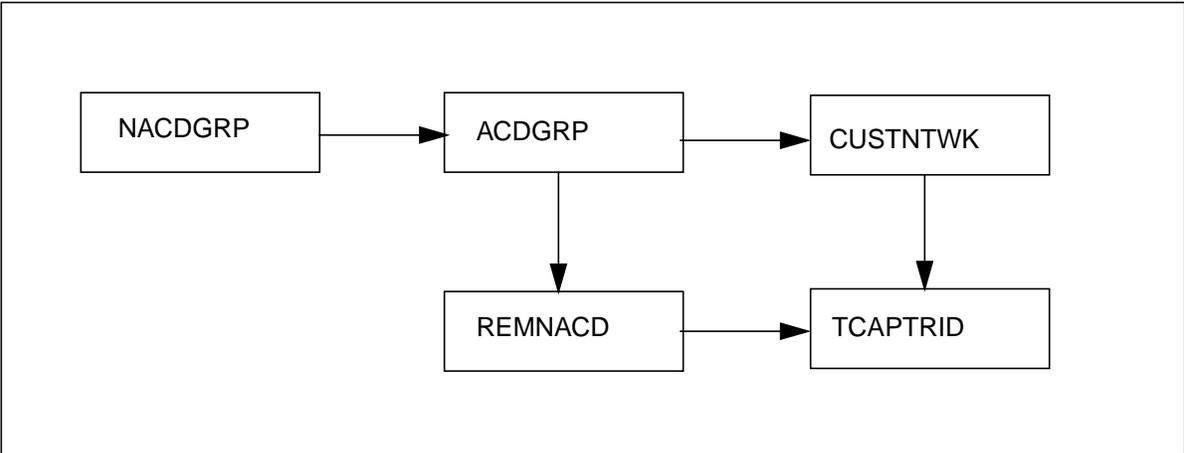 NACDGRP
ACDGRP
CUSTNTWK
REMNACD
TCAPTRID